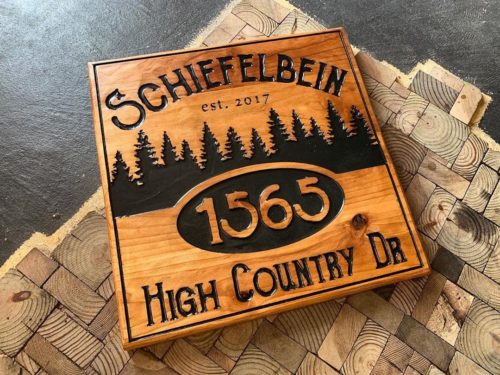 SCHIEFELBEIN
est. 2017
1565
HIGH COUNTRY DR